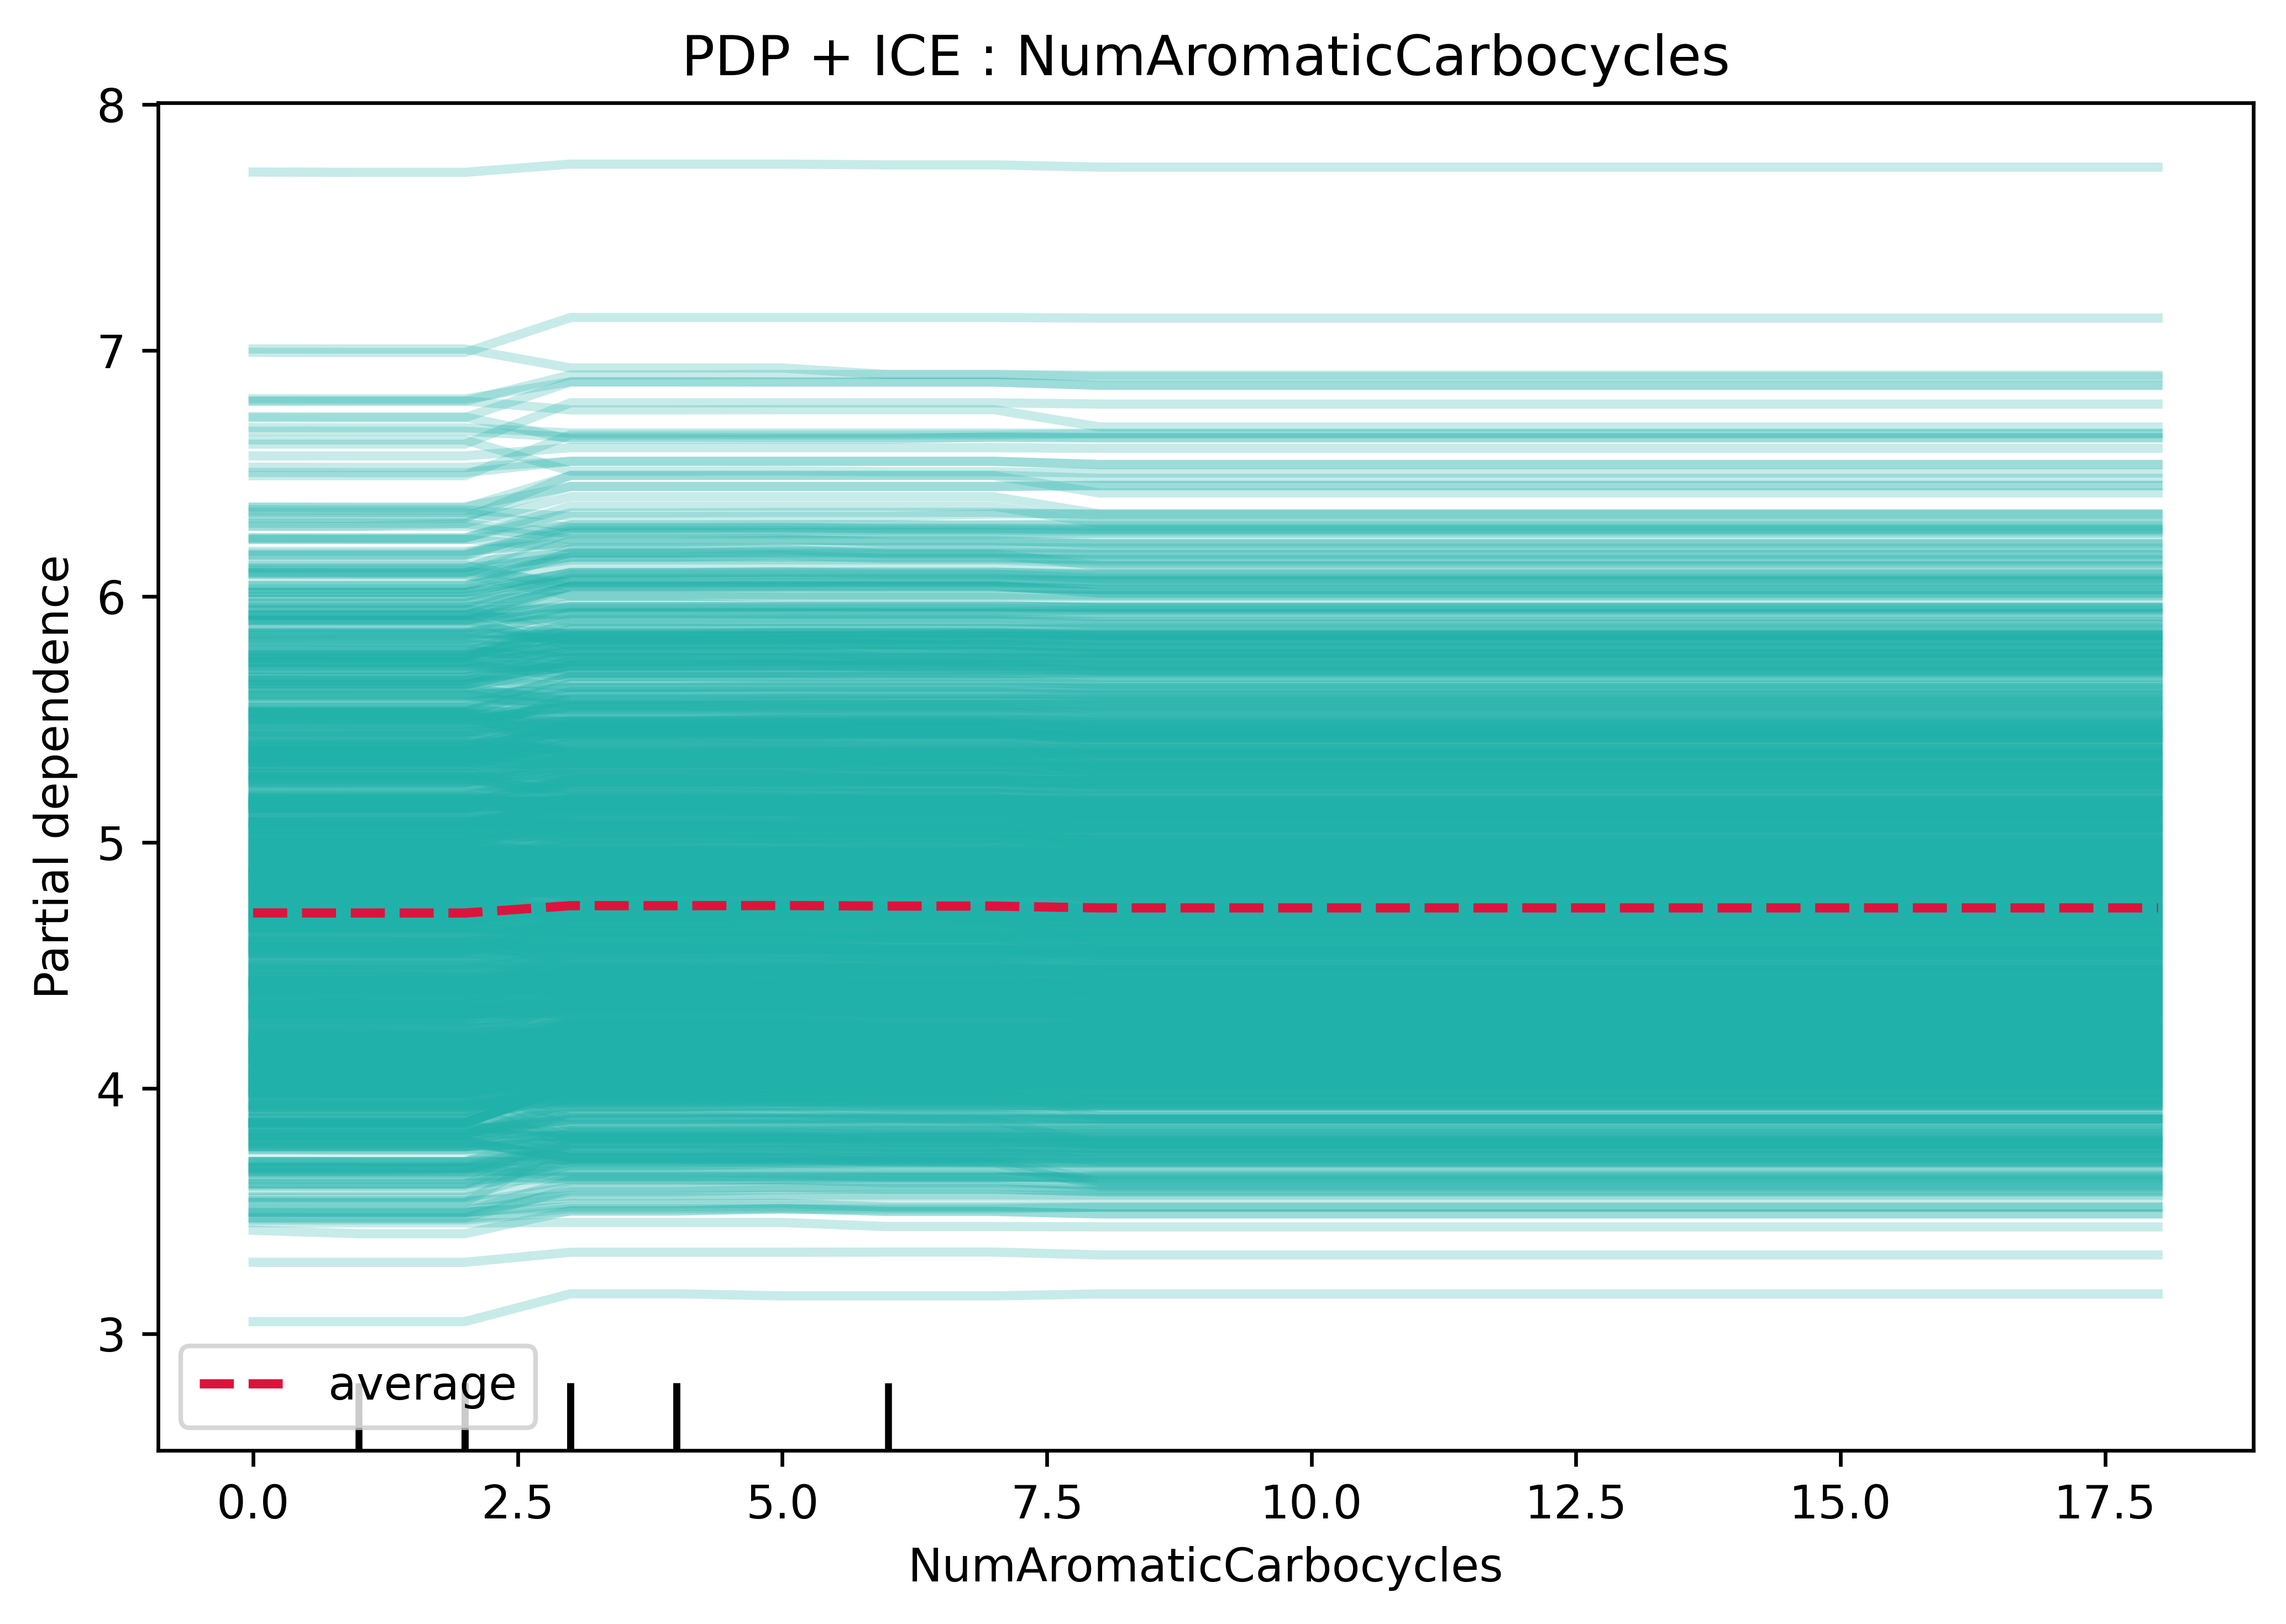 PDP + ICE : NumAromaticCarbocycles
8
7
6
5
4
3
Partial dependence
average
0.0 2.5 5.0 7.5 10.0 12.5 15.0 17.5
NumAromaticCarbocycles